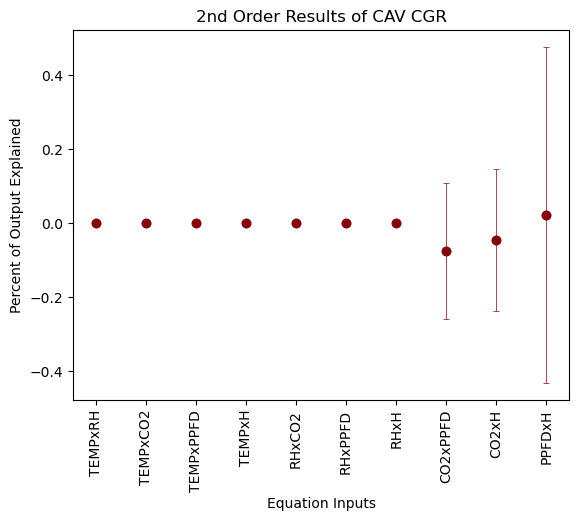 2nd Order Results of CAV CGR
Percent of Output Explained
0.4
0.2
0.0
−0.2
−0.4
TEMPxRH
TEMPxCO2
TEMPxPPFD
TEMPxH
RHxCO2
RHxPPFD
RHxH
CO2xPPFD
CO2xH
PPFDxH
Equation Inputs